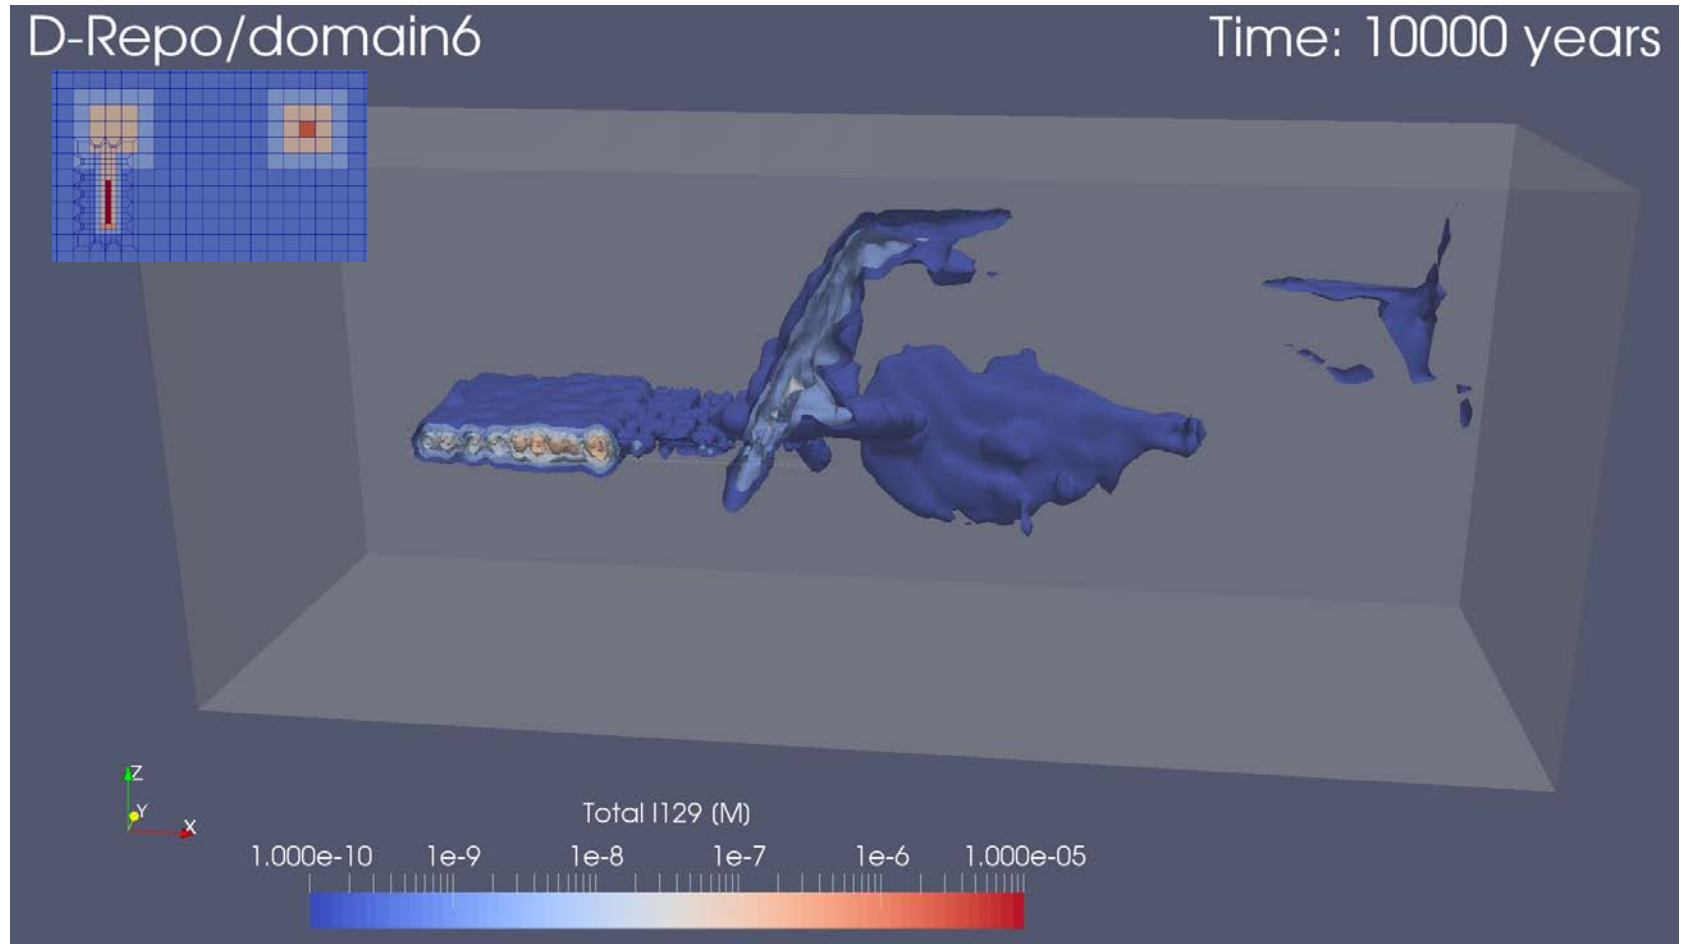 D-Repo/domain6
Time: 10000 years
Z
Y
X
Total I129 (M)
1.000e-10 1e-9 1e-8 1e-7 1e-6 1.000e-05